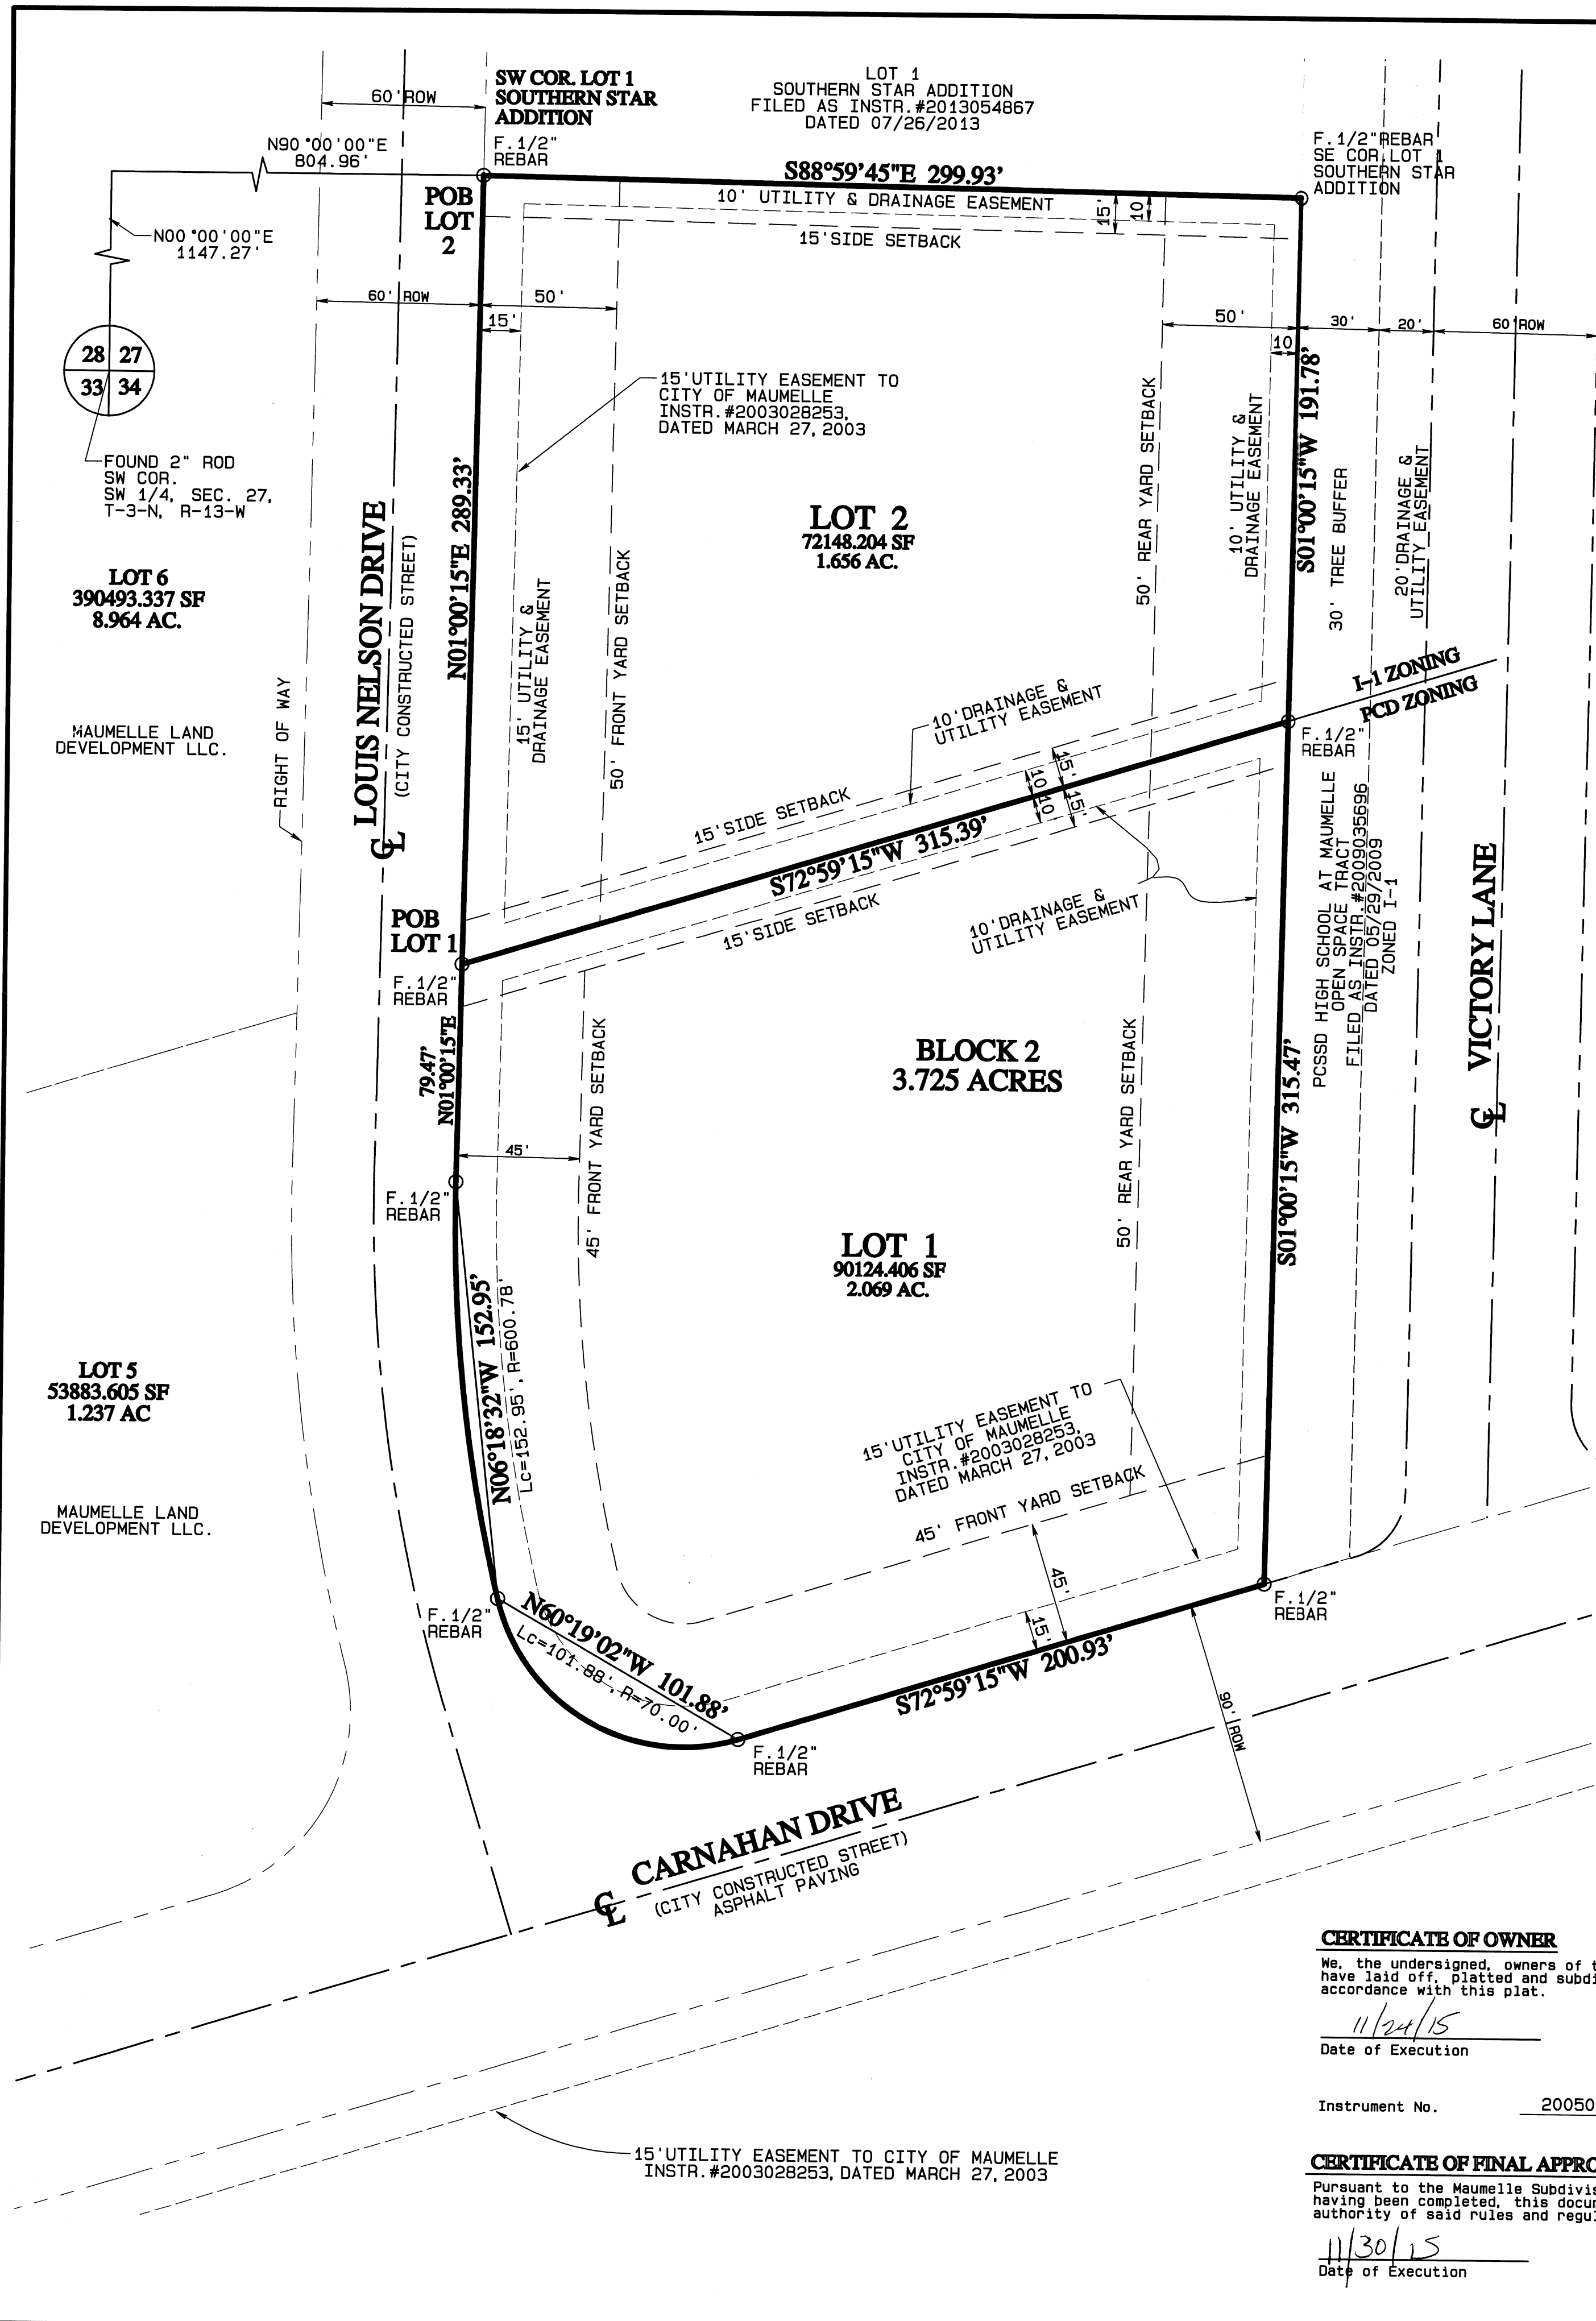 60' ROW
SW COR. LOT 1
SOUTHERN STAR
ADDITION
LOT 1
SOUTHERN STAR ADDITION
FILED AS INSTR.#2013054867
DATED 07/26/2013
N90°00'00"E
804.96'
F.1/2"
REBAR
F.1/2"REBAR
SE COR.LOT 1
SOUTHERN STAR
ADDITION
S88°59'45"E 299.93'
10' UTILITY & DRAINAGE EASEMENT
15'
10'
15'SIDE SETBACK
POB
LOT
2
N00°00'00"E
1147.27'
60' ROW
50'
15'
50'
10
30'
20'
60'ROW
28 27
33 34
15'UTILITY EASEMENT TO
CITY OF MAUMELLE
INSTR.#2003028253,
DATED MARCH 27, 2003
FOUND 2" ROD
SW COR.
SW 1/4, SEC. 27,
T-3-N, R-13-W
N01°00'15"E 289.33'
LOT 2
72148.204 SF
1.656 AC.
50' REAR YARD SETBACK
10' UTILITY &
DRAINAGE EASEMENT
S01°00'15"W 191.78'
30' TREE BUFFER
20'DRAINAGE &
UTILITY EASEMENT
LOT 6
390493.337 SF
8.964 AC.
MAUMELLE LAND
DEVELOPMENT LLC.
RIGHT OF WAY
CL LOUIS NELSON DRIVE
(CITY CONSTRUCTED STREET)
15' UTILITY &
DRAINAGE EASEMENT
50' FRONT YARD SETBACK
10'DRAINAGE &
UTILITY EASEMENT
I-1 ZONING
PCD ZONING
F.1/2"
REBAR
15'SIDE SETBACK
15'
10'
10'
15'
S72°59'15"W 315.39'
15'SIDE SETBACK
10'DRAINAGE &
UTILITY EASEMENT
POB
LOT 1
F.1/2"
REBAR
79.47'
N01°00'15"E
PCSSD HIGH SCHOOL AT MAUMELLE
OPEN SPACE TRACT
FILED AS INSTR.#2009035696
DATED 05/29/2009
ZONED I-1
CL VICTORY LANE
BLOCK 2
3.725 ACRES
45'
45' FRONT YARD SETBACK
50' REAR YARD SETBACK
S01°00'15"W 315.47'
F.1/2"
REBAR
LOT 1
90124.406 SF
2.069 AC.
N06°18'32"W 152.95'
Lc=152.95', R=600.78'
LOT 5
53883.605 SF
1.237 AC
MAUMELLE LAND
DEVELOPMENT LLC.
15'UTILITY EASEMENT TO
CITY OF MAUMELLE
INSTR.#2003028253,
DATED MARCH 27, 2003
45' FRONT YARD SETBACK
45'
15'
F.1/2"
REBAR
F.1/2"
REBAR
N60°19'02"W 101.88'
Lc=101.88', R=70.00'
S72°59'15"W 200.93'
90' ROW
F.1/2"
REBAR
CL CARNAHAN DRIVE
(CITY CONSTRUCTED STREET)
ASPHALT PAVING
CERTIFICATE OF OWNER
We, the undersigned, owners of
have laid off, platted and
accordance with this plat.
11/24/15
Date of Execution
Instrument No. 20050
15'UTILITY EASEMENT TO CITY OF MAUMELLE
INSTR.#2003028253, DATED MARCH 27, 2003
CERTIFICATE OF FINAL APPRO
Pursuant to the Maumelle
having been completed, this
authority of said rules and
11/30/15
Date of Execution